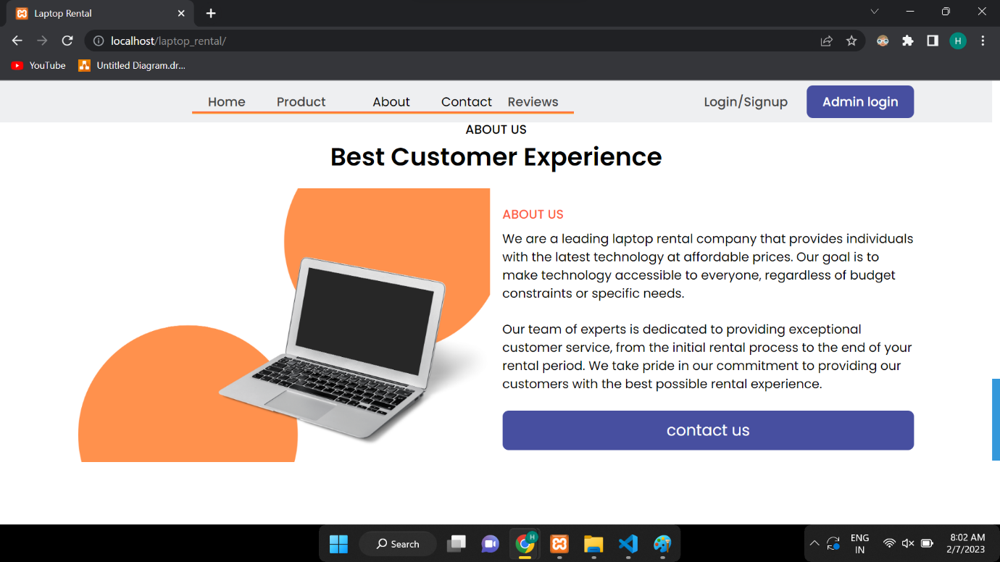 Laptop Rental
localhost/laptop_rental/
H
YouTube
Untitled Diagram.dr...
Home Product About Contact Reviews Login/Signup Admin login
ABOUT US
Best Customer Experience
ABOUT US
We are a leading laptop rental company that provides individuals
with the latest technology at affordable prices. Our goal is to
make technology accessible to everyone, regardless of budget
constraints or specific needs.
Our team of experts is dedicated to providing exceptional
customer service, from the initial rental process to the end of your
rental period. We take pride in our commitment to providing our
customers with the best possible rental experience.
contact us
Search
H
ENG
IN
8:02 AM
2/7/2023